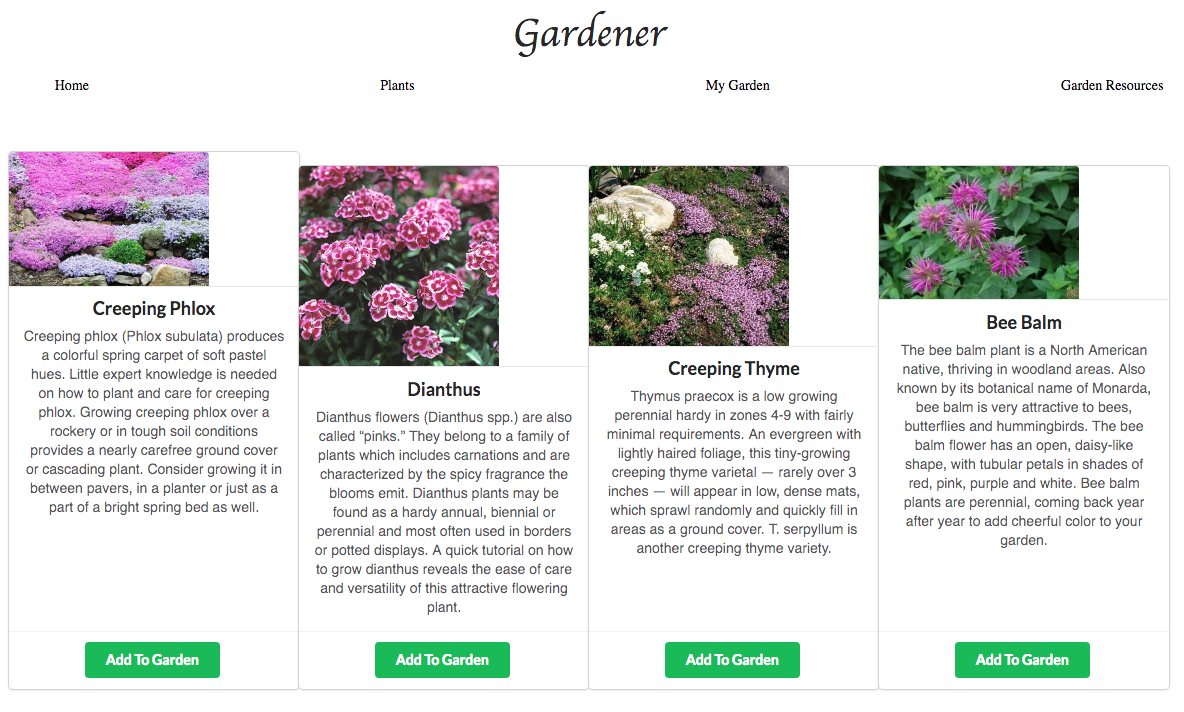 Gardener
Home
Plants
My Garden
Garden Resources
Creeping Phlox
Creeping phlox (Phlox subulata) produces
a colorful spring carpet of soft pastel
hues. Little expert knowledge is needed
on how to plant and care for creeping
phlox. Growing creeping phlox over a
rockery or in tough soil conditions
provides a nearly carefree ground cover
or cascading plant. Consider growing it in
between pavers, in a planter or just as a
part of a bright spring bed as well.
Add To Garden
Dianthus
Dianthus flowers (Dianthus spp.) are also
called “pinks.” They belong to a family of
plants which includes carnations and are
characterized by the spicy fragrance the
blooms emit. Dianthus plants may be
found as a hardy annual, biennial or
perennial and most often used in borders
or potted displays. A quick tutorial on how
to grow dianthus reveals the ease of care
and versatility of this attractive flowering
plant.
Add To Garden
Creeping Thyme
Thymus praecox is a low growing
perennial hardy in zones 4-9 with fairly
minimal requirements. An evergreen with
lightly haired foliage, this tiny-growing
creeping thyme varietal — rarely over 3
inches — will appear in low, dense mats,
which sprawl randomly and quickly fill in
areas as a ground cover. T. serpyllum is
another creeping thyme variety.
Add To Garden
Bee Balm
The bee balm plant is a North American
native, thriving in woodland areas. Also
known by its botanical name of Monarda,
bee balm is very attractive to bees,
butterflies and hummingbirds. The bee
balm flower has an open, daisy-like
shape, with tubular petals in shades of
red, pink, purple and white. Bee balm
plants are perennial, coming back year
after year to add cheerful color to your
garden.
Add To Garden